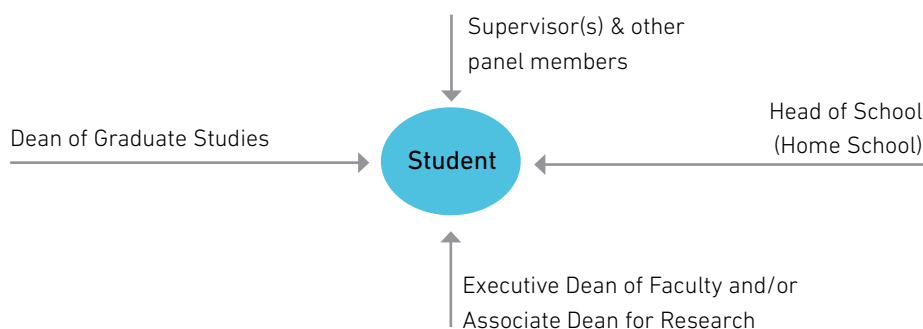 Supervisor(s) & other
panel members
Dean of Graduate Studies
Head of School
(Home School)
Student
Executive Dean of Faculty and/or
Associate Dean for Research